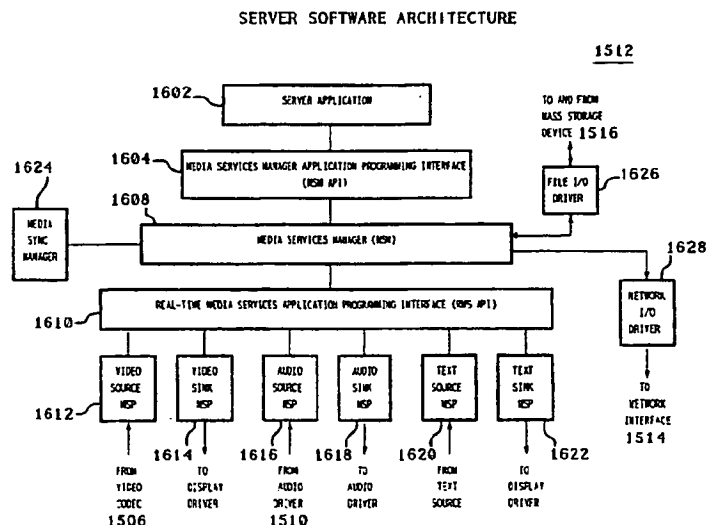 SERVER SOFTWARE ARCHITECTURE
1512
1602
SERVER APPLICATION
TO AND FROM
MASS STORAGE
DEVICE 1516
1604
MEDIA SERVICES MANAGER APPLICATION PROGRAMMING INTERFACE
(MSM API)
1624
FILE I/O
DRIVER
1626
1608
MEDIA
SYNC
MANAGER
MEDIA SERVICES MANAGER (MSM)
1628
REAL-TIME MEDIA SERVICES APPLICATION PROGRAMMING INTERFACE (RMS API)
1610
NETWORK
I/O
DRIVER
VIDEO
SOURCE
MSP
VIDEO
SINK
MSP
AUDIO
SOURCE
MSP
AUDIO
SINK
MSP
TEXT
SOURCE
MSP
TEXT
SINK
MSP
1612
1614
1616
1618
1620
1622
TO
NETWORK
INTERFACE
1514
FROM
VIDEO
CODEC
1506
TO
DISPLAY
DRIVER
FROM
AUDIO
DRIVER
1510
TO
AUDIO
DRIVER
FROM
TEXT
SOURCE
TO
DISPLAY
DRIVER